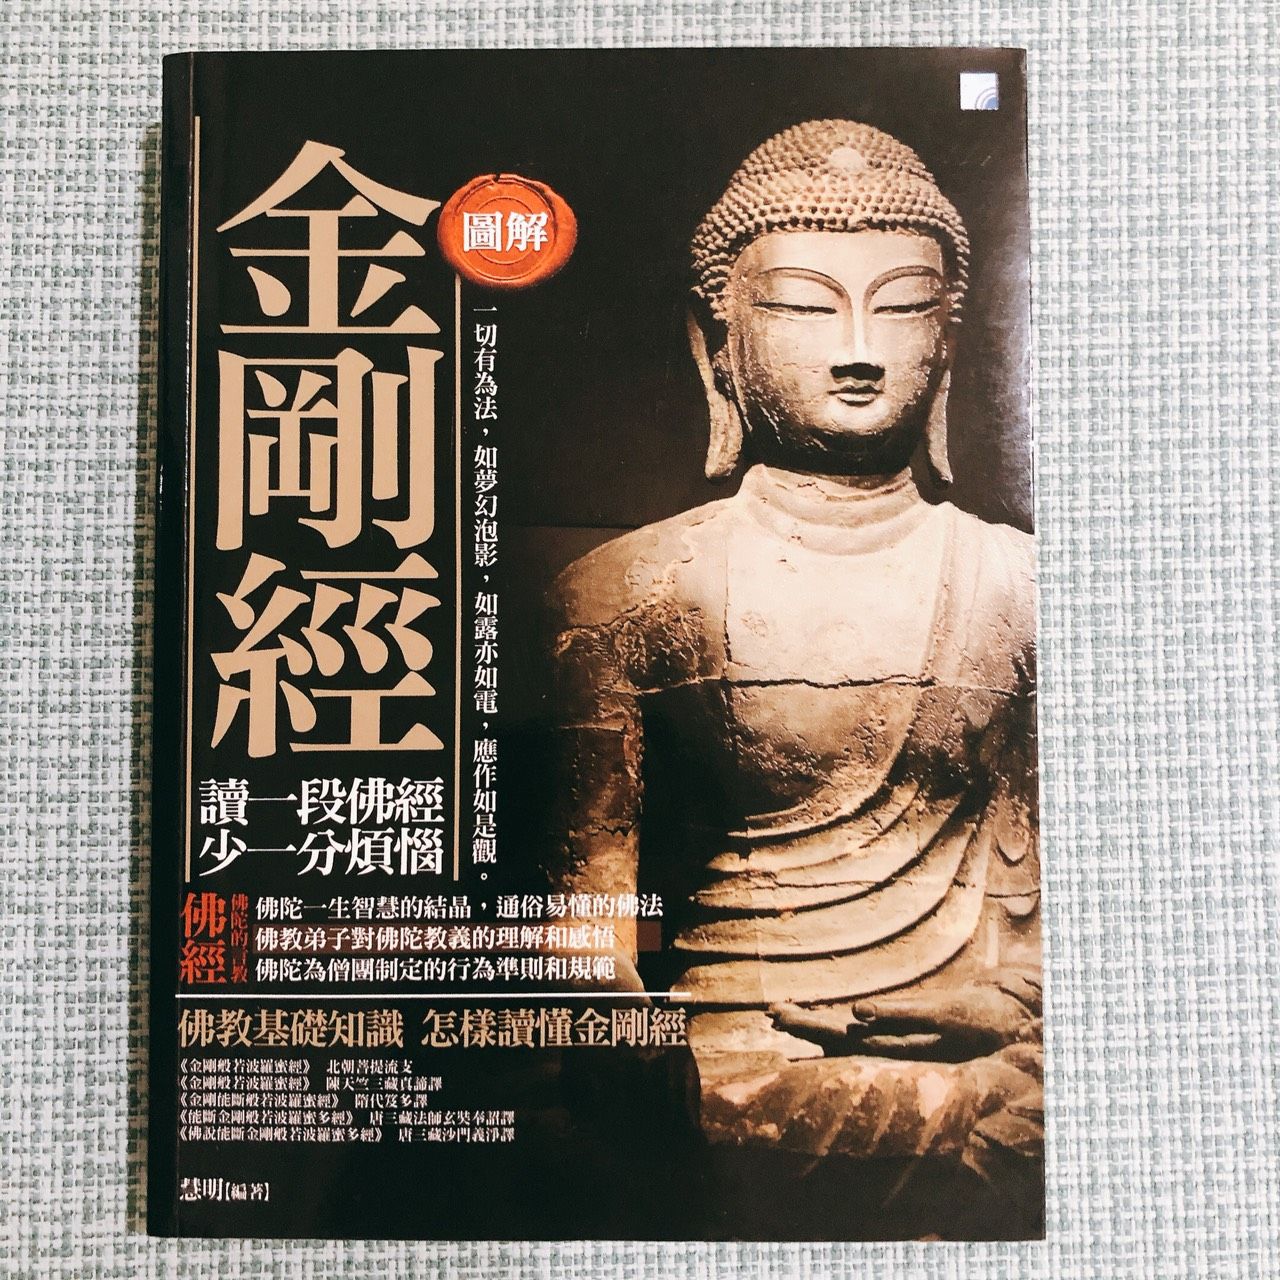 金剛經
圖解
一切有為法，如夢幻泡影，如露亦如電，應作如是觀。
讀一段佛經
少一分煩惱
佛經
佛陀的言教
佛陀一生智慧的結晶，通俗易懂的佛法
佛教弟子對佛陀教義的理解和感悟
佛陀為僧團制定的行為準則和規範
佛教基礎知識 怎樣讀懂金剛經
《金剛般若波羅蜜經》 北朝菩提流支
《金剛般若波羅蜜經》 陳天竺三藏真諦譯
《金剛能斷般若波羅蜜經》 隋代笈多譯
《能斷金剛般若波羅蜜多經》 唐三藏法師玄奘奉詔譯
《佛說能斷金剛般若波羅蜜多經》 唐三藏沙門義淨譯
慧明【編著】